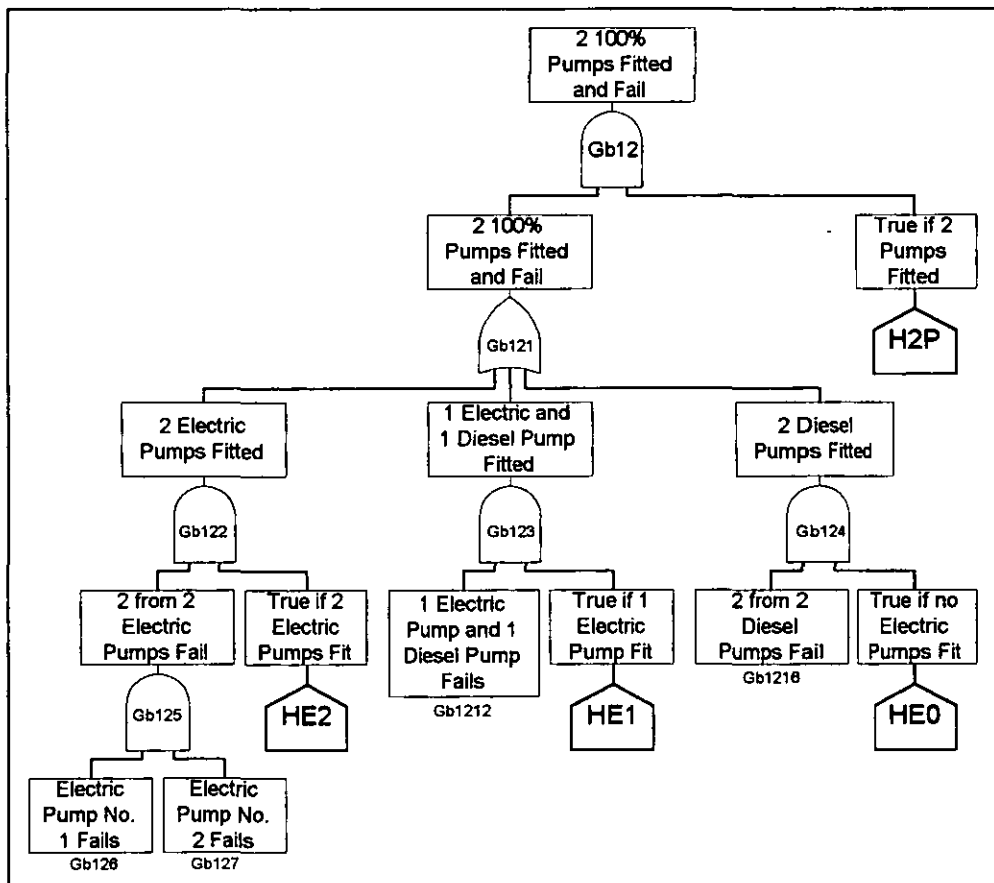 2 100%
Pumps Fitted
and Fail
Gb12
2 100%
Pumps Fitted
and Fail
True if 2
Pumps
Fitted
Gb121
H2P
2 Electric
Pumps Fitted
1 Electric and
1 Diesel Pump
Fitted
2 Diesel
Pumps Fitted
Gb122
Gb123
Gb124
2 from 2
Electric
Pumps Fail
True if 2
Electric
Pumps Fit
1 Electric
Pump and 1
Diesel Pump
Fails
True if 1
Electric
Pump Fit
2 from 2
Diesel
Pumps Fail
True if no
Electric
Pumps Fit
Gb125
HE2
Gb1212
HE1
Gb1216
HE0
Electric
Pump No.
1 Fails
Electric
Pump No.
2 Fails
Gb126
Gb127